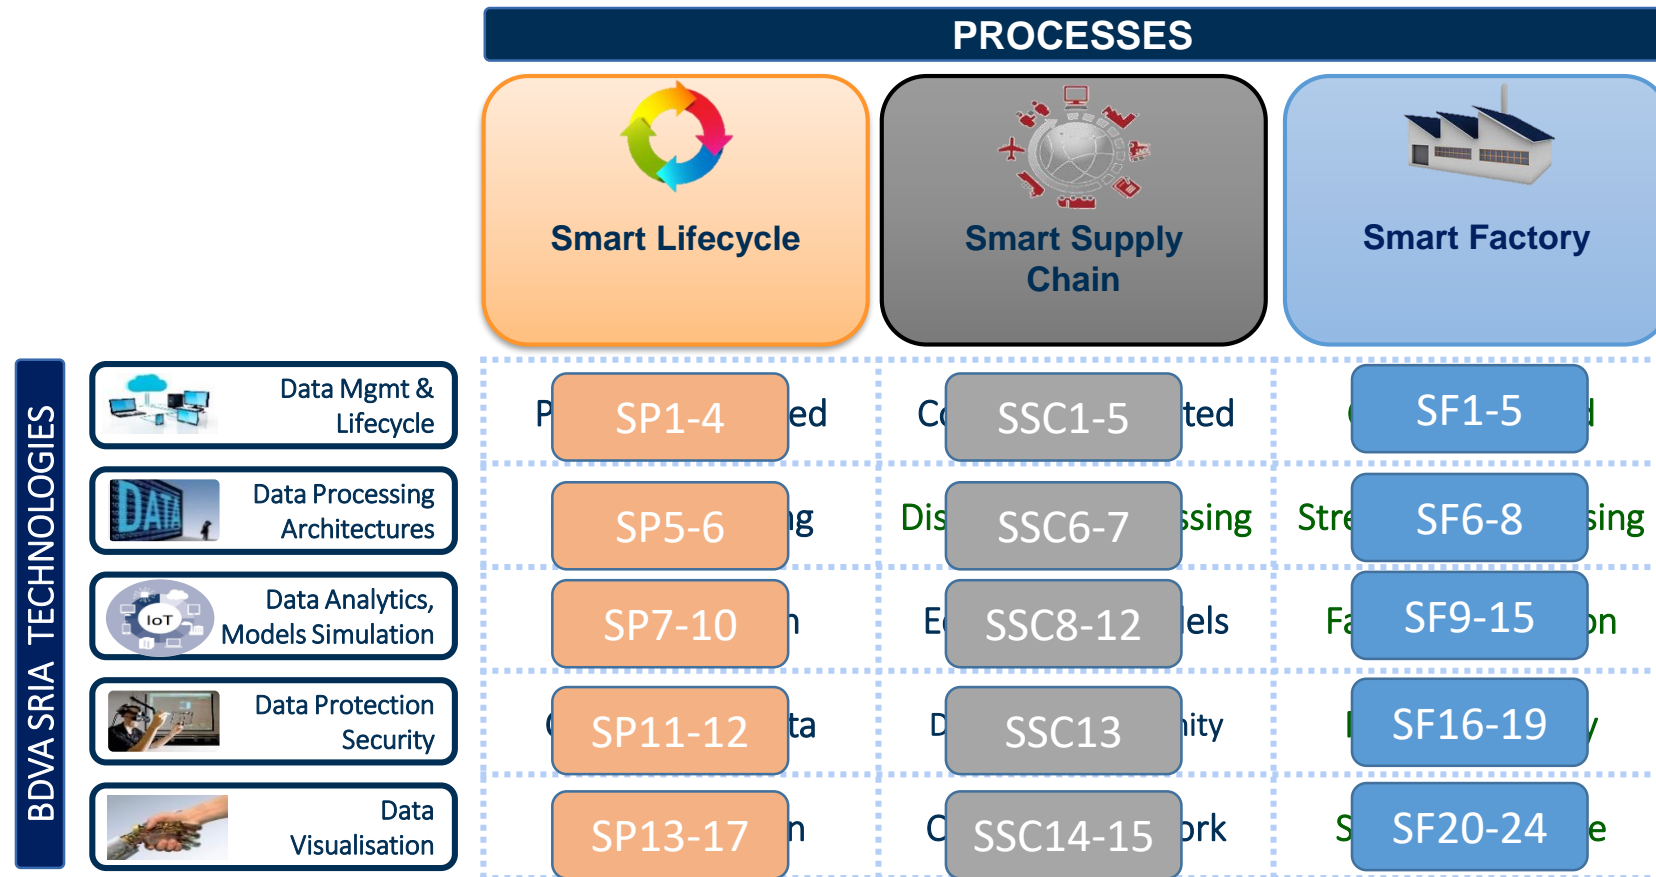 PROCESSES
Smart Lifecycle
Smart Supply
Chain
Smart Factory
BDVA SRIA TECHNOLOGIES
Data Mgmt &
Lifecycle
SP1-4
SSC1-5
SF1-5
Data Processing
Architectures
DATA
SP5-6
SSC6-7
SF6-8
Data Analytics,
Models Simulation
IoT
SP7-10
SSC8-12
SF9-15
Data Protection
Security
SP11-12
SSC13
SF16-19
Data
Visualisation
SP13-17
SSC14-15
SF20-24